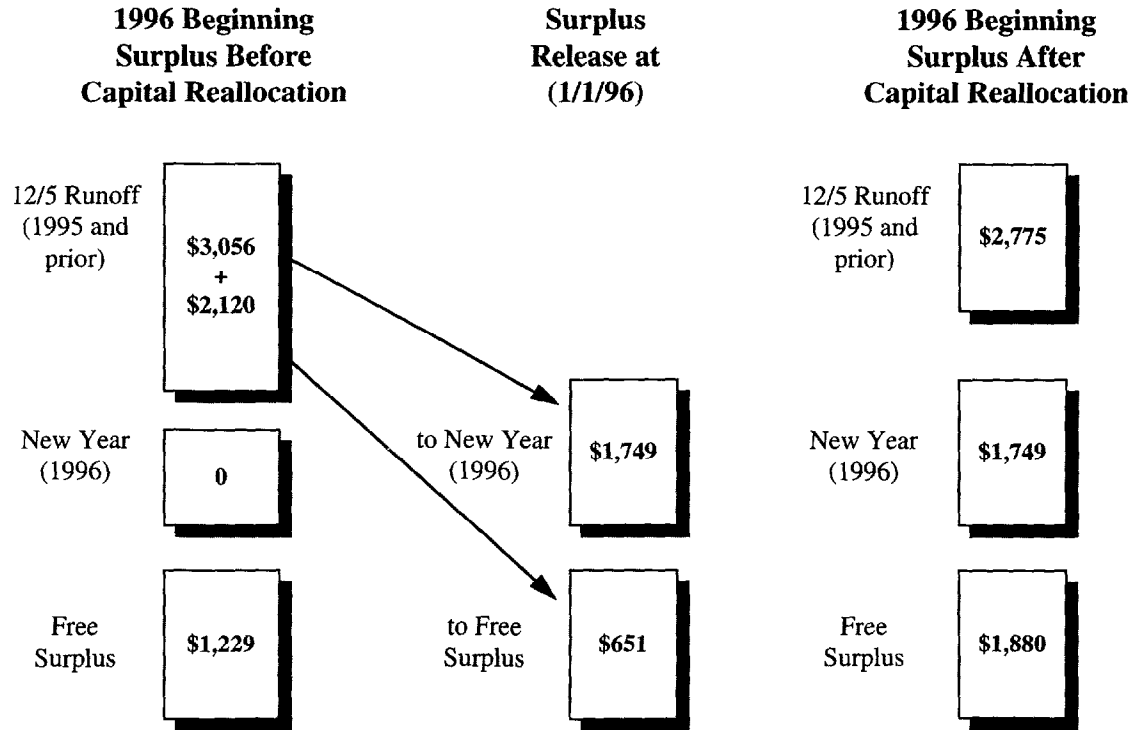 1996 Beginning
Surplus Before
Capital Reallocation
Surplus
Release at
(1/1/96)
1996 Beginning
Surplus After
Capital Reallocation
12/5 Runoff
(1995 and
prior)
$3,056
+
$2,120
12/5 Runoff
(1995 and
prior)
$2,775
New Year
(1996)
0
to New Year
(1996)
$1,749
New Year
(1996)
$1,749
Free
Surplus
$1,229
to Free
Surplus
$651
Free
Surplus
$1,880